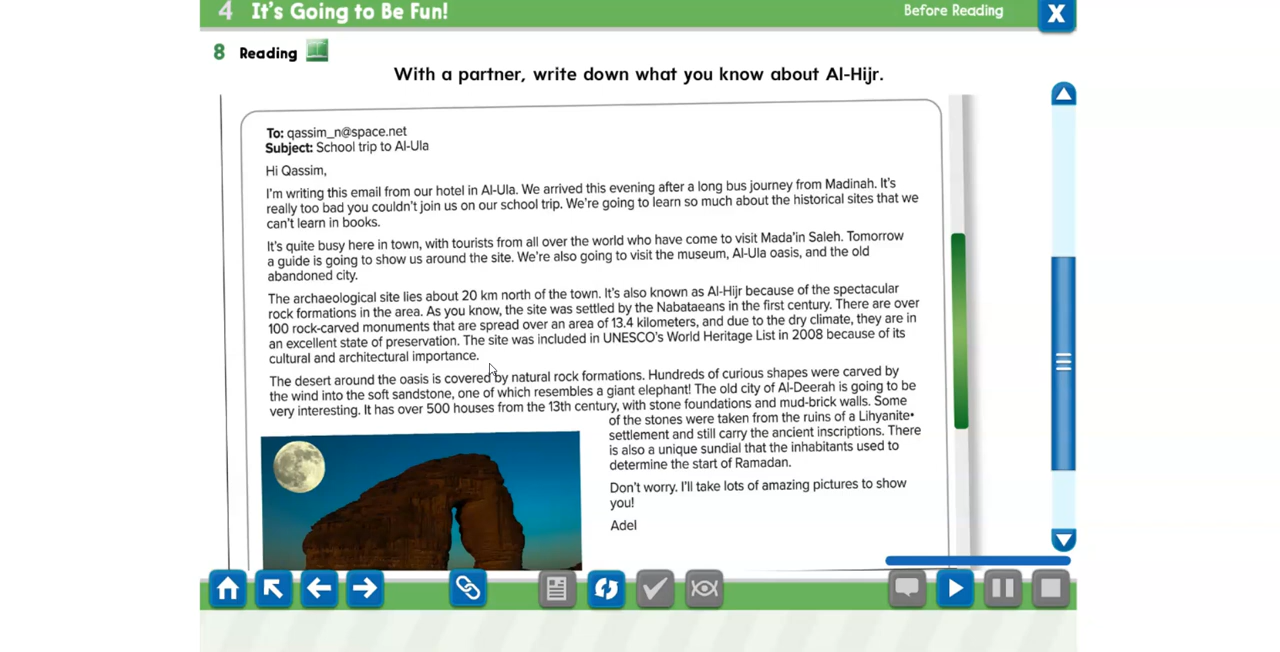 4 It's Going to Be Fun!
Before Reading
X
8 Reading
With a partner, write down what you know about Al-Hijr.
To: qassim_n@space.net
Subject: School trip to Al-Ula
Hi Qassim,
I'm writing this email from our hotel in Al-Ula. We arrived this evening after a long bus journey from Madinah. It's
really too bad you couldn't join us on our school trip. We're going to learn so much about the historical sites that we
can't learn in books.
It's quite busy here in town, with tourists from all over the world who have come to visit Mada'in Saleh. Tomorrow
a guide is going to show us around the site. We're also going to visit the museum, Al-Ula oasis, and the old
abandoned city.
The archaeological site lies about 20 km north of the town. It's also known as Al-Hijr because of the spectacular
rock formations in the area. As you know, the site was settled by the Nabataeans in the first century. There are over
100 rock-carved monuments that are spread over an area of 13.4 kilometers, and due to the dry climate, they are in
an excellent state of preservation. The site was included in UNESCO's World Heritage List in 2008 because of its
cultural and architectural importance.
The desert around the oasis is covered by natural rock formations. Hundreds of curious shapes were carved by
the wind into the soft sandstone, one of which resembles a giant elephant! The old city of Al-Deerah is going to be
very interesting. It has over 500 houses from the 13th century, with stone foundations and mud-brick walls. Some
of the stones were taken from the ruins of a Lihyanite*
settlement and still carry the ancient inscriptions. There
is also a unique sundial that the inhabitants used to
determine the start of Ramadan.
Don't worry. I'll take lots of amazing pictures to show
you!
Adel